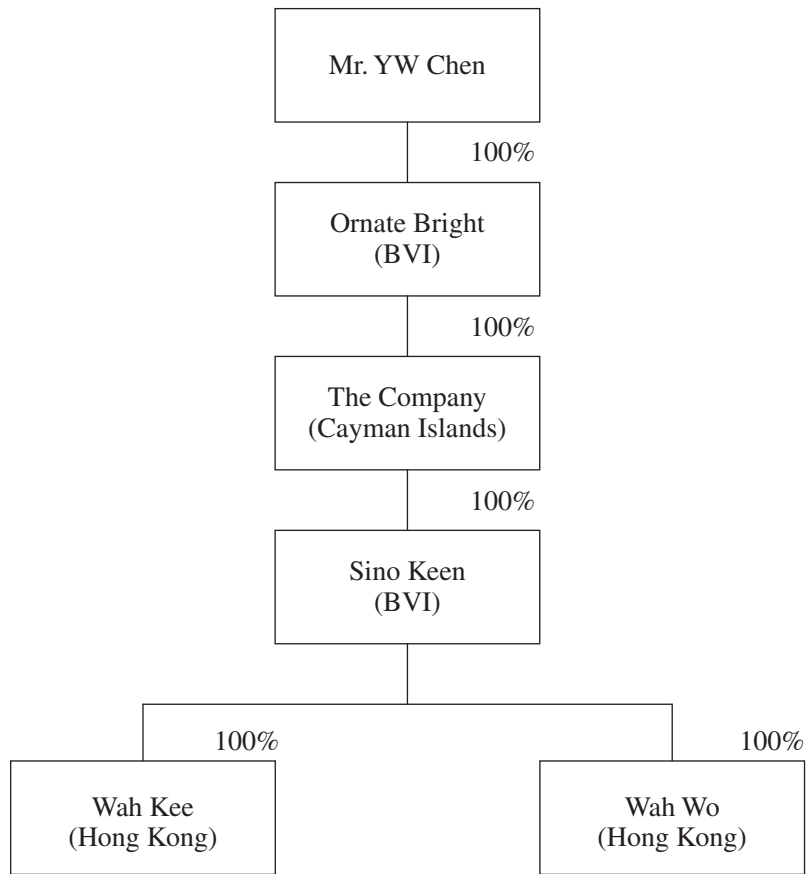 Mr. YW Chen
100%
Ornate Bright
(BVI)
100%
The Company
(Cayman Islands)
100%
Sino Keen
(BVI)
100%
100%
Wah Kee
(Hong Kong)
Wah Wo
(Hong Kong)